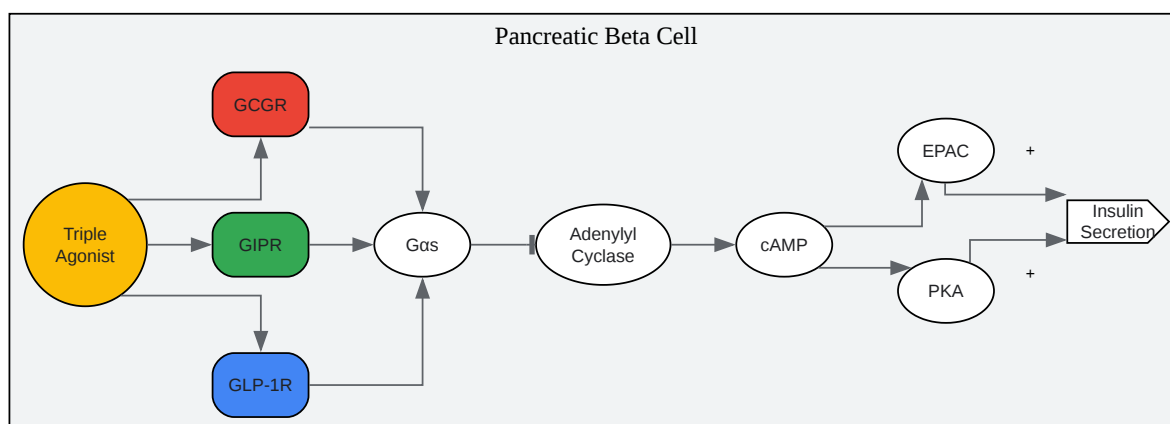 Pancreatic Beta Cell
GCGR
Triple
Agonist
GIPR
GLP-1R
Gαs
Adenylyl
Cyclase
cAMP
EPAC
+
PKA
+
Insulin
Secretion